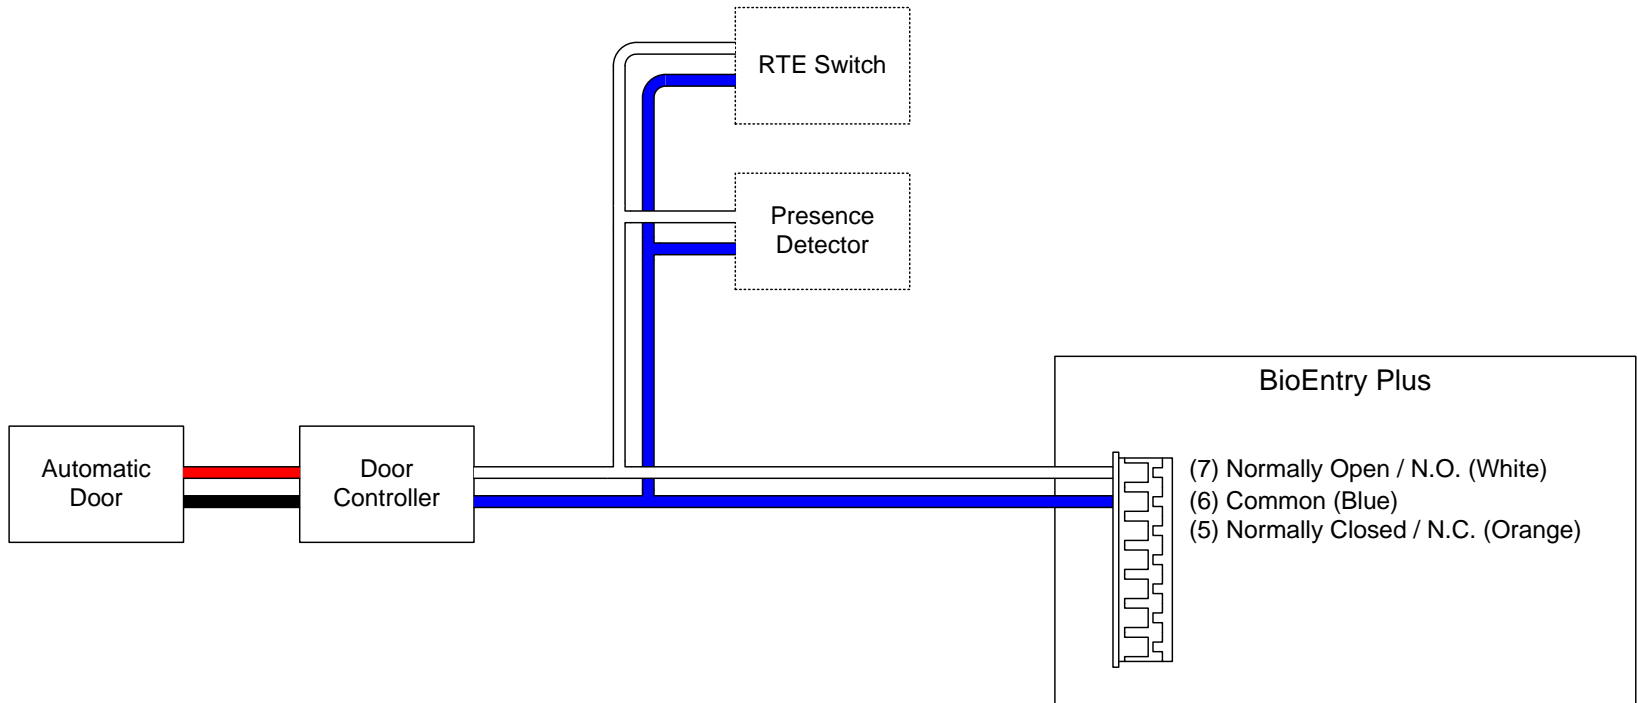 RTE Switch
Presence
Detector
BioEntry Plus
Automatic
Door
Door
Controller
(7) Normally Open / N.O. (White)
(6) Common (Blue)
(5) Normally Closed / N.C. (Orange)